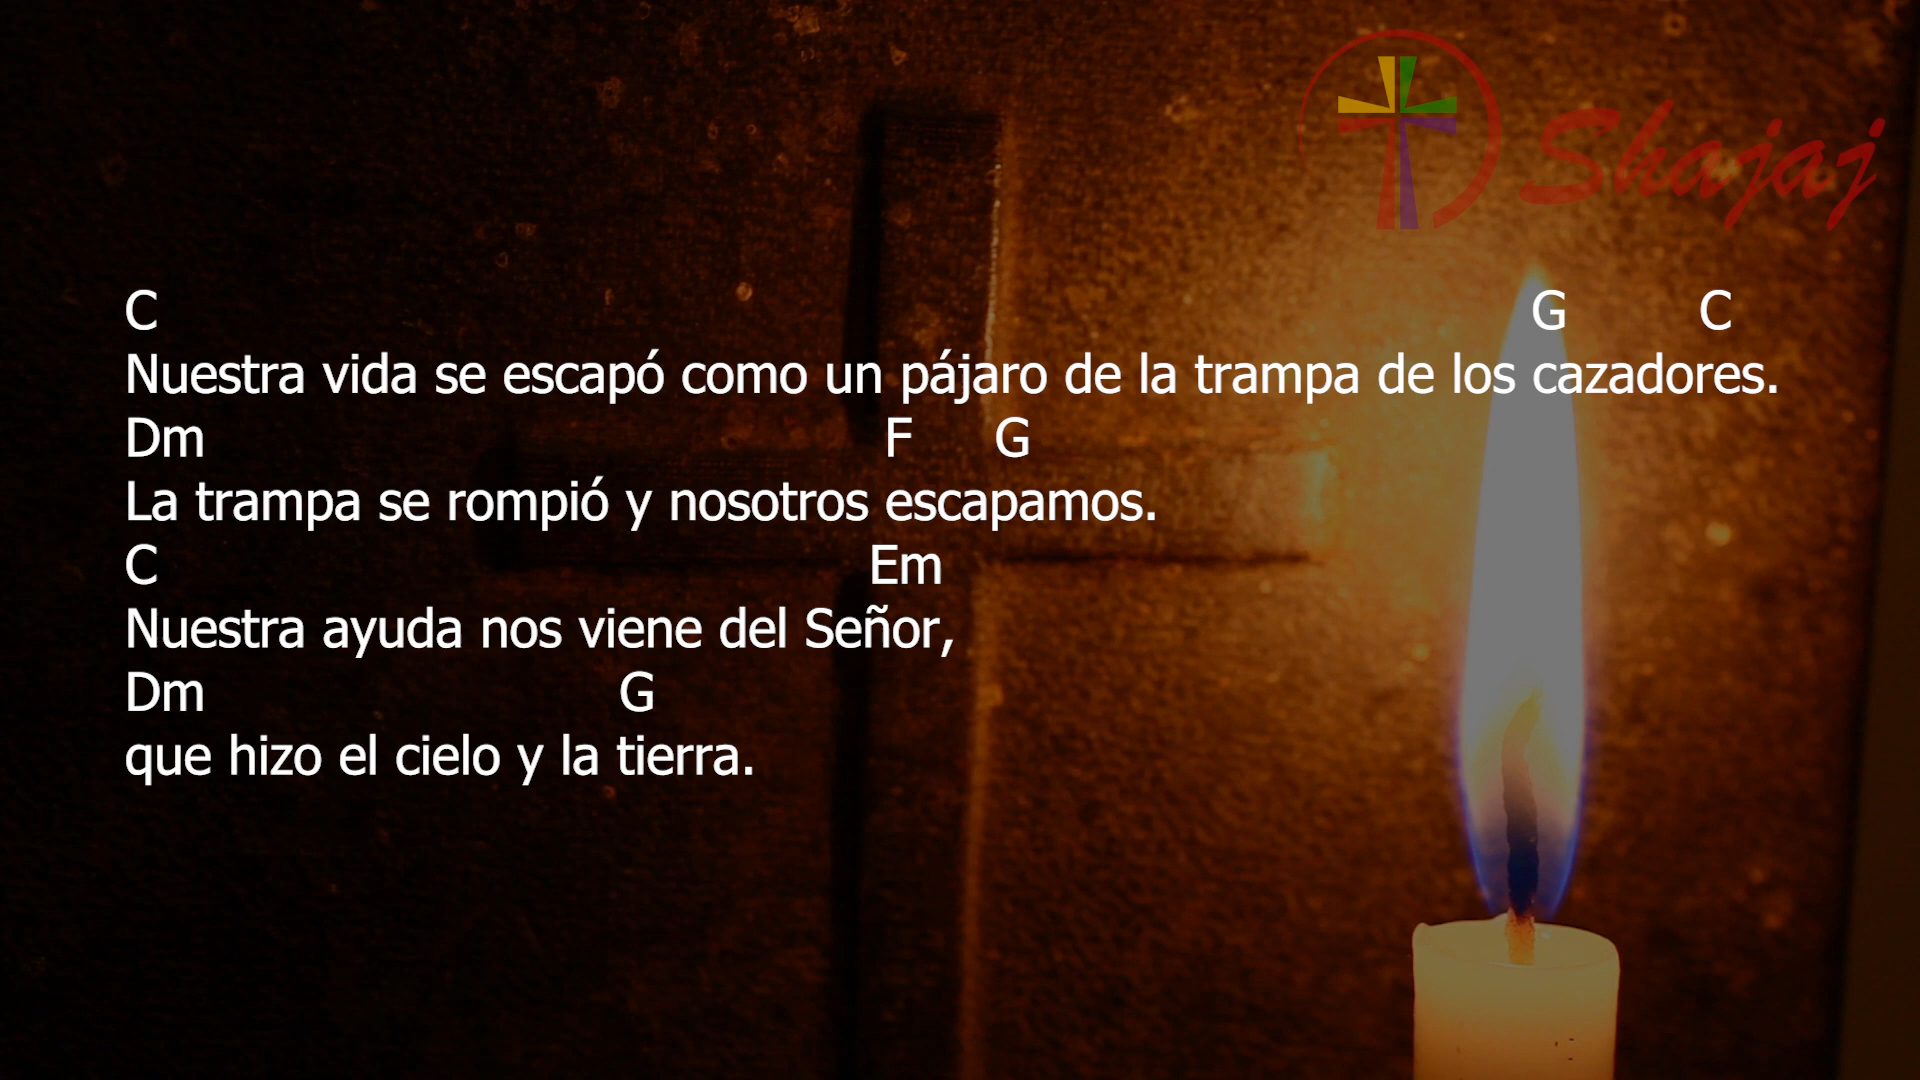 Shajaj
C G C
Nuestra vida se escapó como un pájaro de la trampa de los cazadores.
Dm F G
La trampa se rompió y nosotros escapamos.
C Em
Nuestra ayuda nos viene del Señor,
Dm G
que hizo el cielo y la tierra.